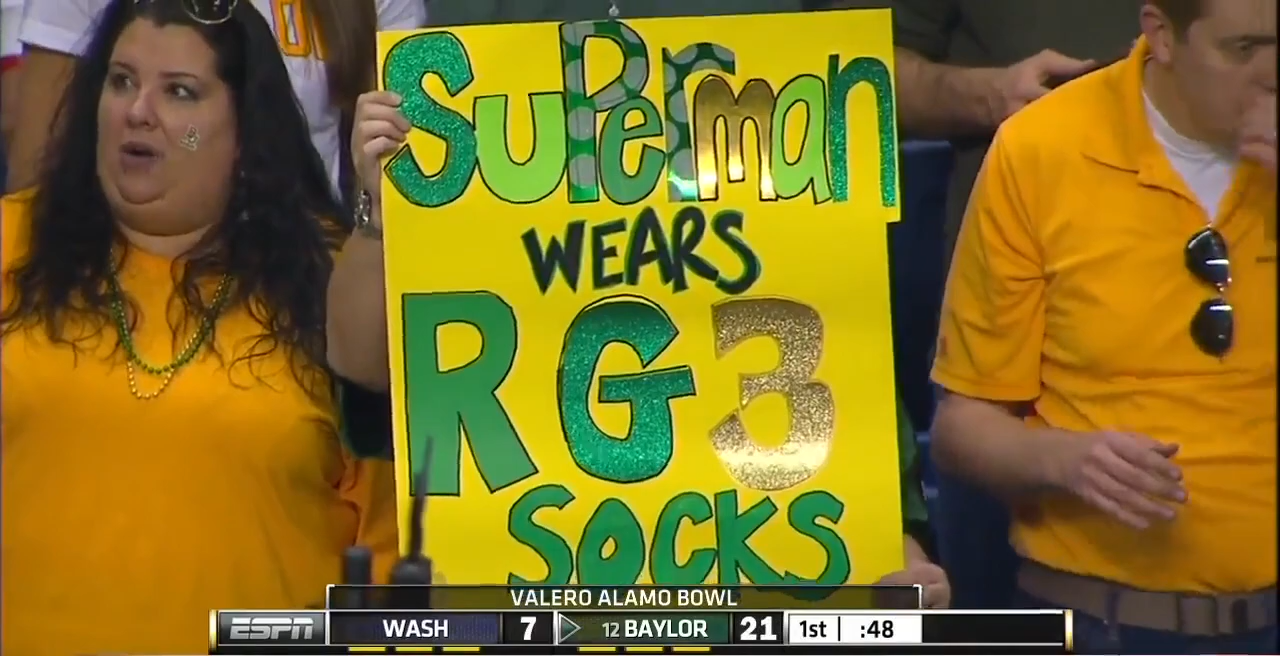 SuPerman
WEARS
RG3
SOCKS
VALERO ALAMO BOWL
ESPN WASH 7 12 BAYLOR 21 1st :48